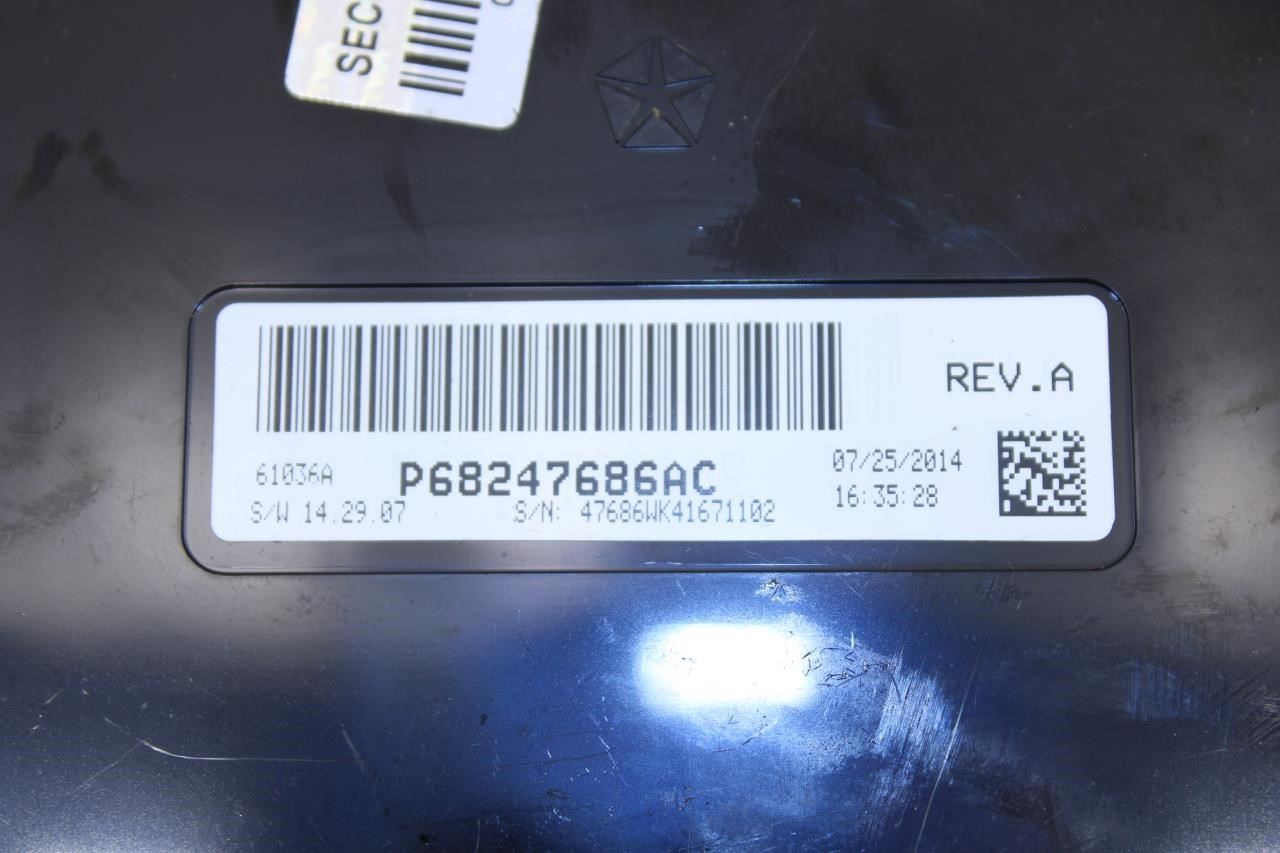 SEC
REV.A
61036A P68247686AC 07/25/2014
S/W 14.29.07 S/N: 47686WK41671102 16:35:28